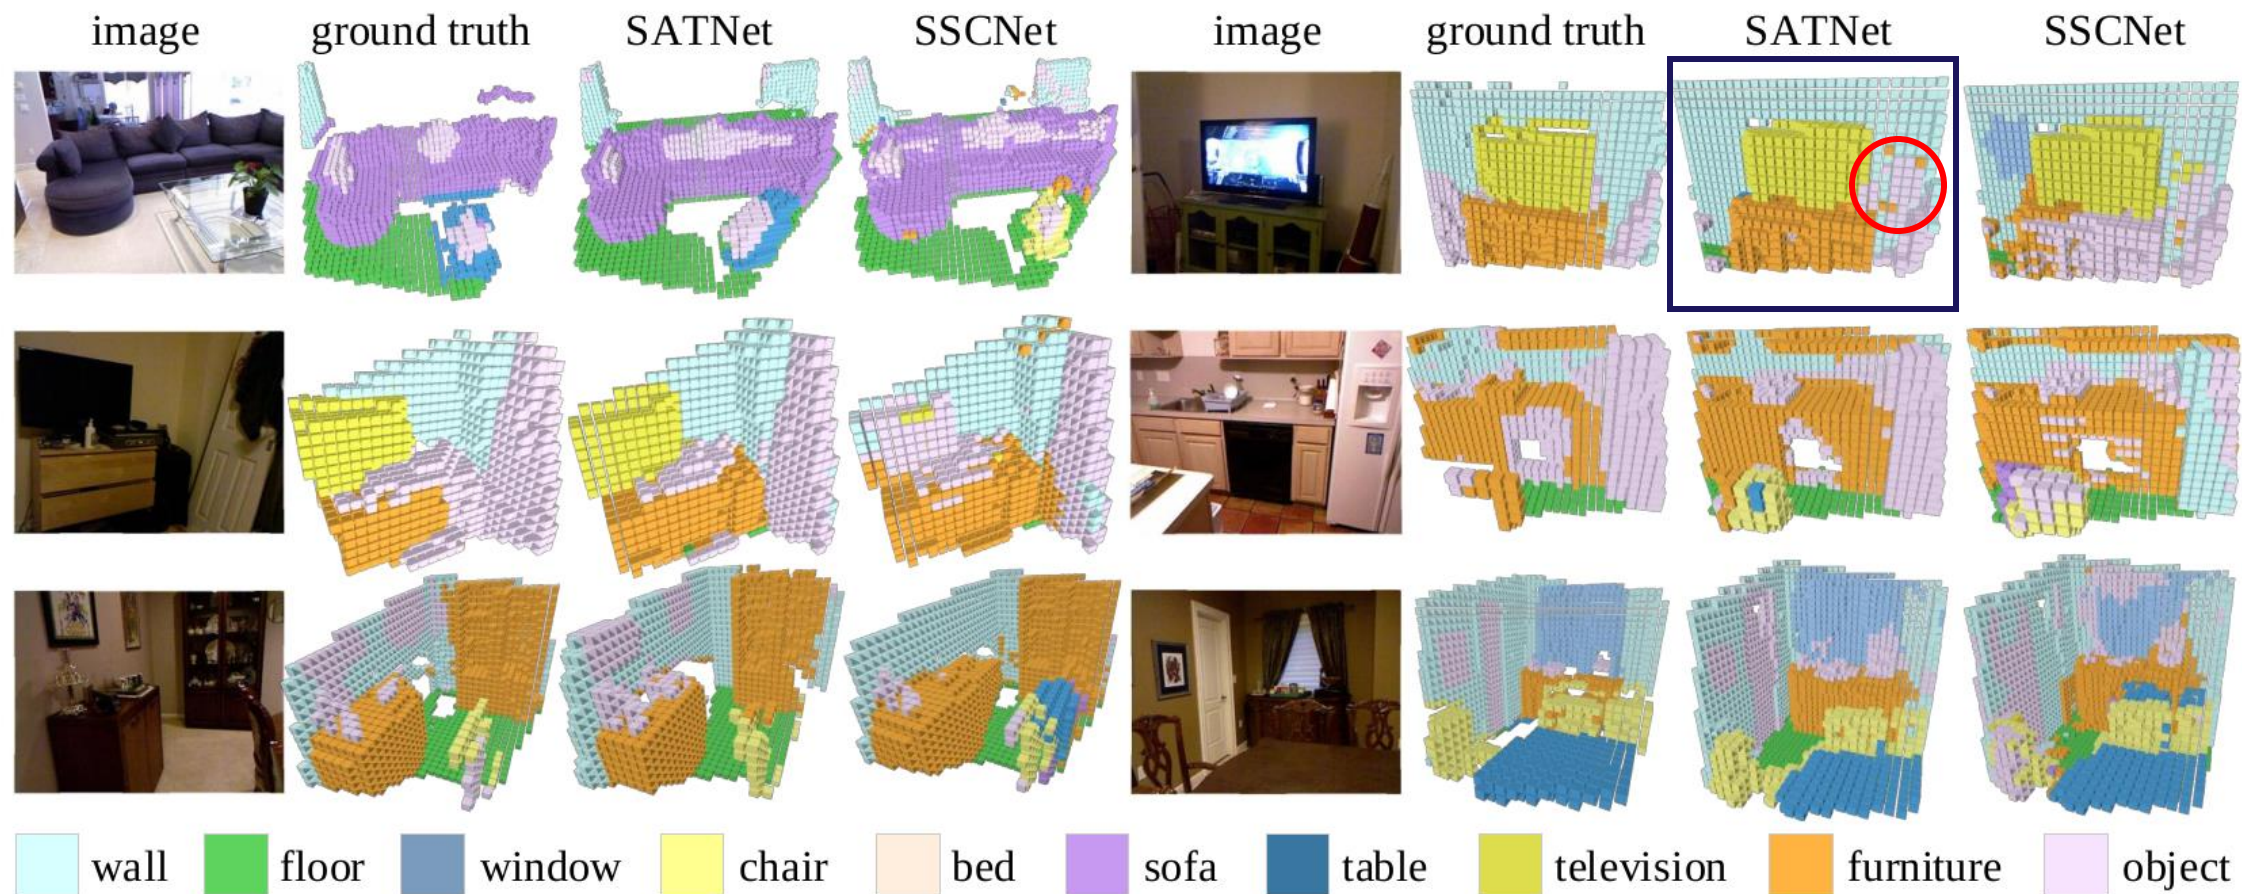 image ground truth SATNet SSCNet image ground truth SATNet SSCNet
wall floor window chair bed sofa table television furniture object